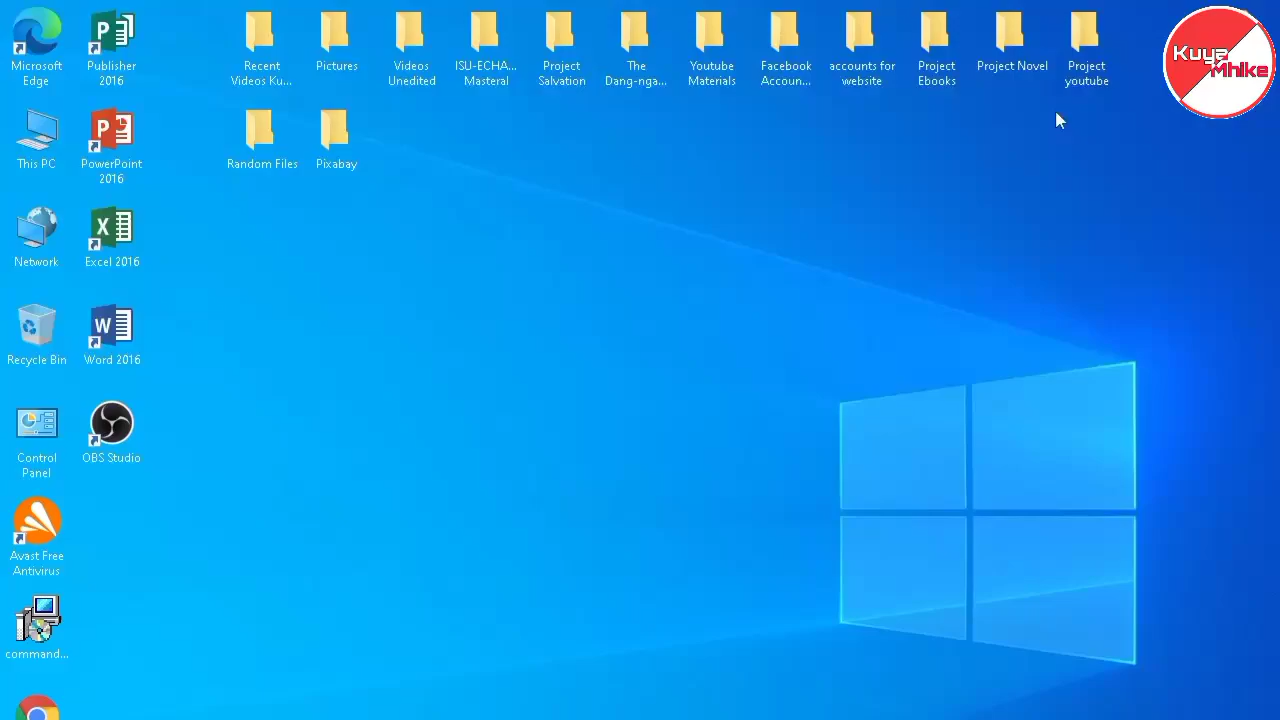 Microsoft
Edge
Publisher
2016
Recent
Videos Ku...
Pictures
Videos
Unedited
ISU-ECHA...
Masteral
Project
Salvation
The
Dang-nga...
Youtube
Materials
Facebook
Accoun...
accounts for
website
Project
Ebooks
Project Novel
Project
youtube
Kuya
Mhike
This PC
PowerPoint
2016
Random Files
Pixabay
Network
Excel 2016
Recycle Bin
Word 2016
Control
Panel
OBS Studio
Avast Free
Antivirus
command...